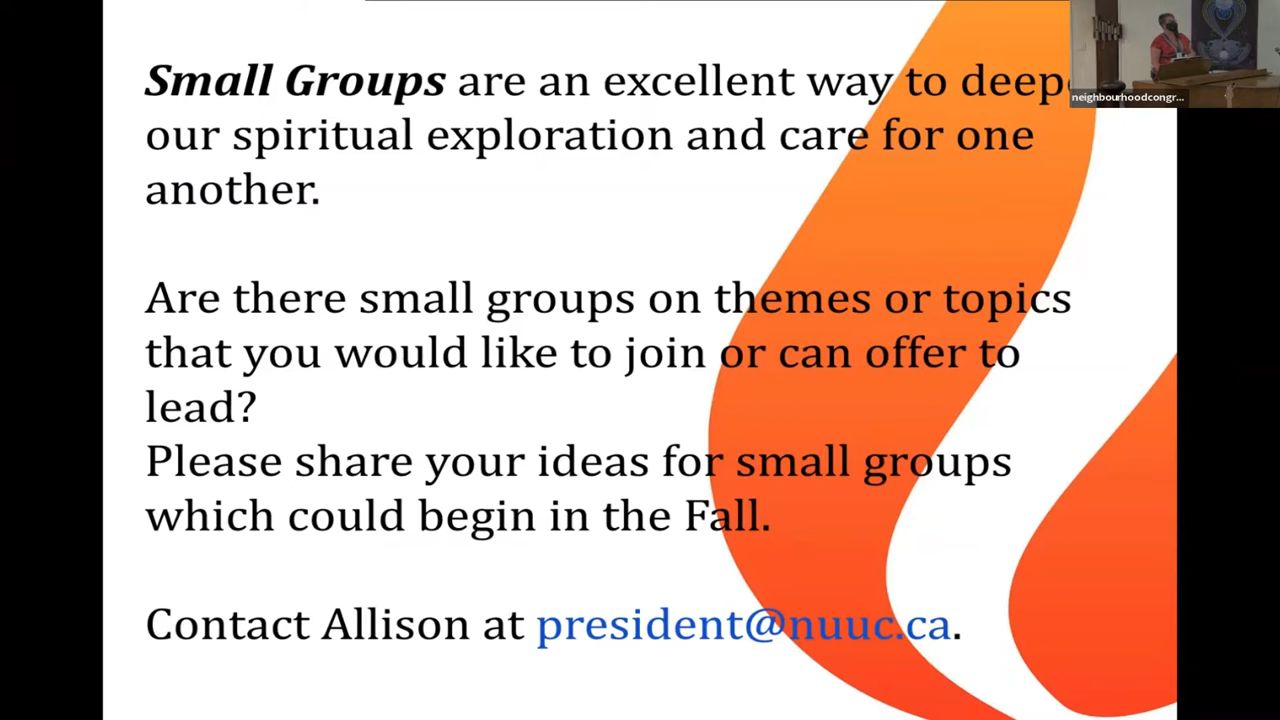 Small Groups are an excellent way to
our spiritual exploration and care for one
another.
Are there small groups on themes or topics
that you would like to join or can offer to
lead?
Please share your ideas for small groups
which could begin in the Fall.
Contact Allison at president@nuuc.ca.
neighbourhoodcongr...